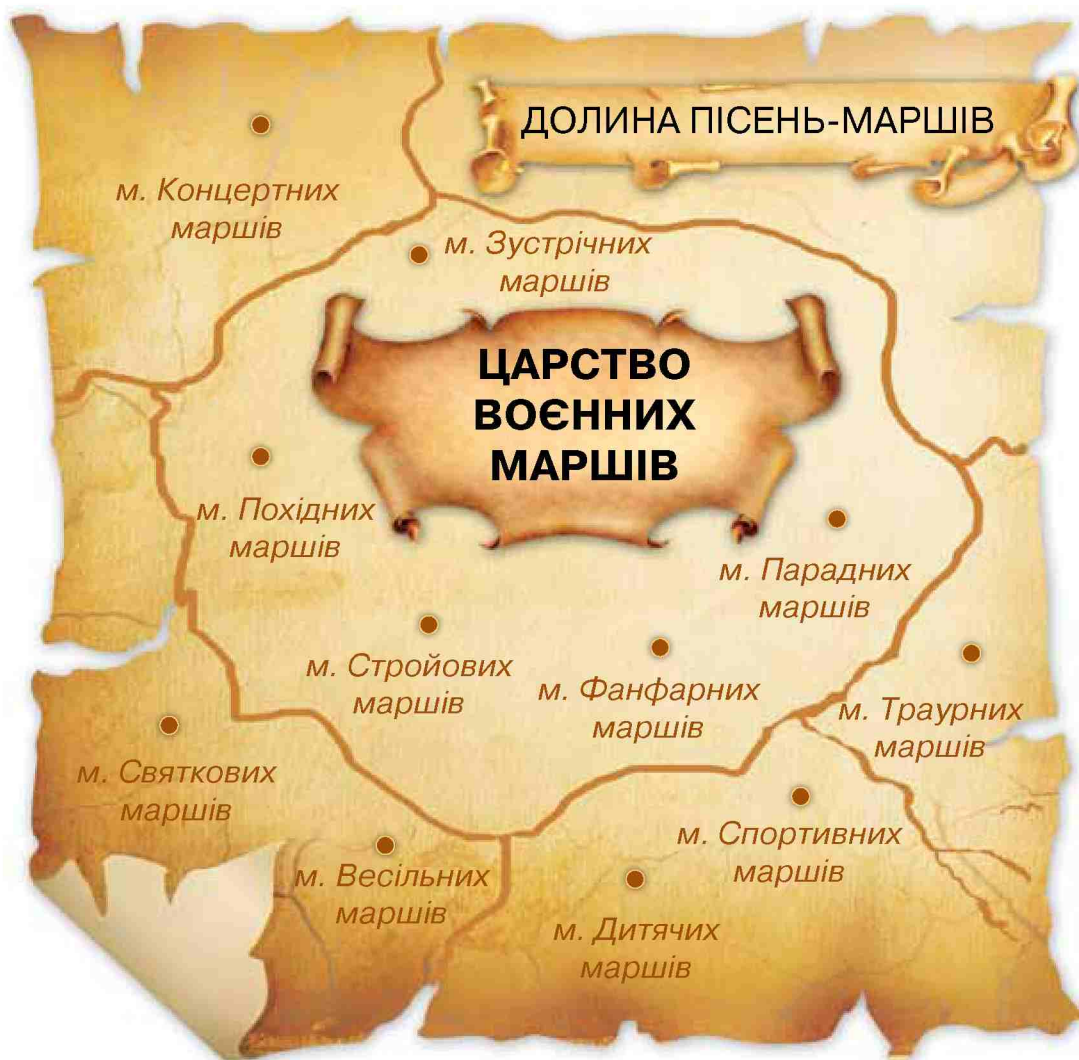 ДОЛИНА ПІСЕНЬ-МАРШІВ
м. Концертних
маршів
м. Зустрічних
маршів
ЦАРСТВО
ВОЄННИХ
МАРШІВ
м. Похідних
маршів
м. Парадних
маршів
м. Стройових
маршів
м. Фанфарних
маршів
м. Траурних
маршів
м. Святкових
маршів
м. Спортивних
маршів
м. Весільних
маршів
м. Дитячих
маршів